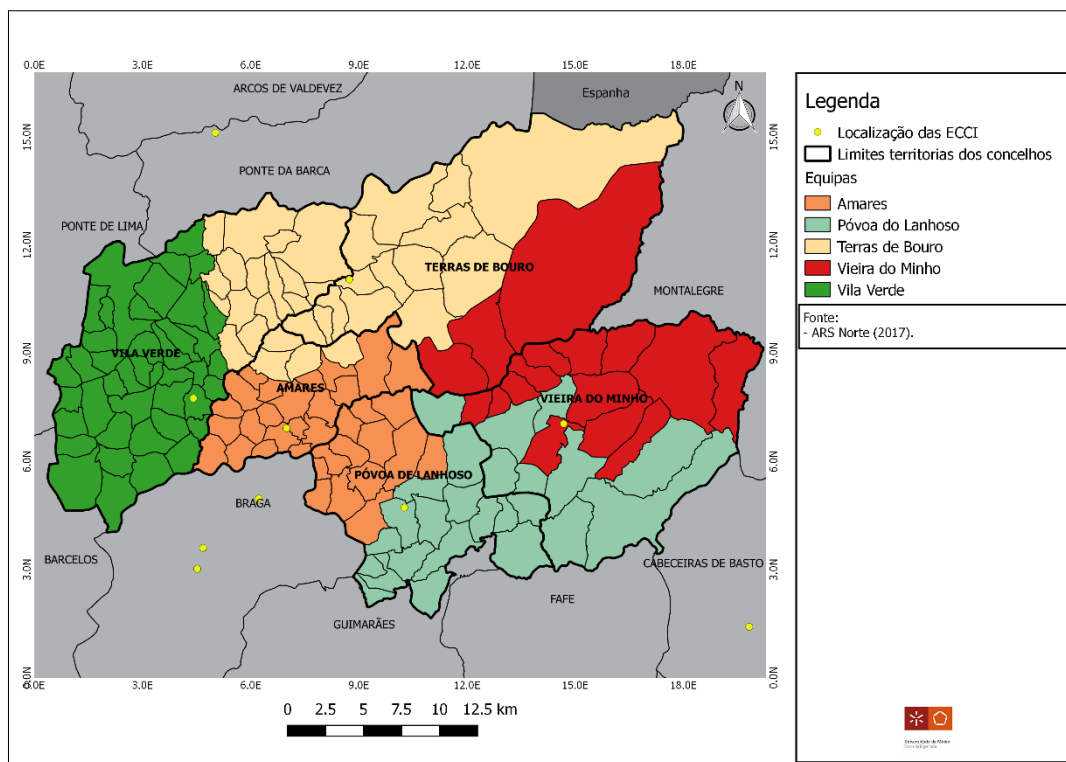 0.0E 3.0E 6.0E 9.0E 12.0E 15.0E 18.0E
ARCOS DE VALDEVEZ
Espanha
N
15.0N 15.0N
PONTE DA BARCA
PONTE DE LIMA
12.0N 12.0N
TERRAS DE BOURO
MONTALEGRE
VILA VERDE
9.0N 9.0N
AMARES
VIEIRA DO MINHO
6.0N 6.0N
PÓVOA DE LANHOSO
BRAGA
BARCELOS
3.0N 3.0N
CABECEIRAS DE BASTO
FAFE
GUIMARÃES
0.0N 0.0N
0.0E 3.0E 6.0E 9.0E 12.0E 15.0E 18.0E
0 2.5 5 7.5 10 12.5 km
Legenda
Localização das ECCI
Limites territorias dos concelhos
Equipas
Amares
Póvoa do Lanhoso
Terras de Bouro
Vieira do Minho
Vila Verde
Fonte:
- ARS Norte (2017).
Universidade do Minho
Escola de Engenharia